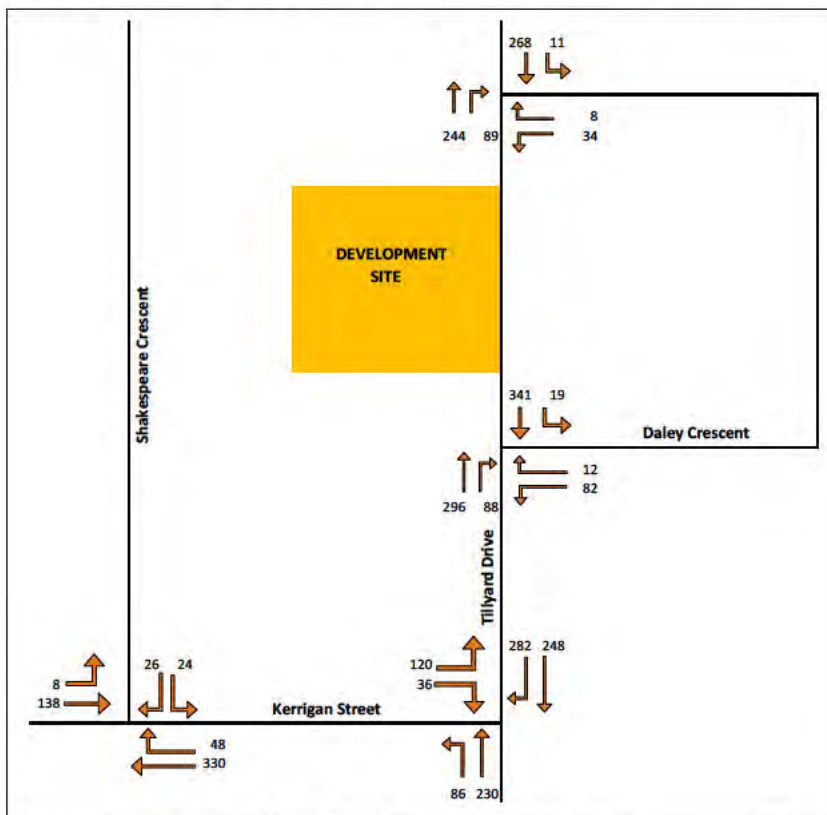 268 11
244 89
8
34
DEVELOPMENT
SITE
Shakespeare Crescent
341 19
Daley Crescent
296 88
12
82
Tillyard Drive
282 248
26 24
120
36
8
138
Kerrigan Street
48
330
86 230